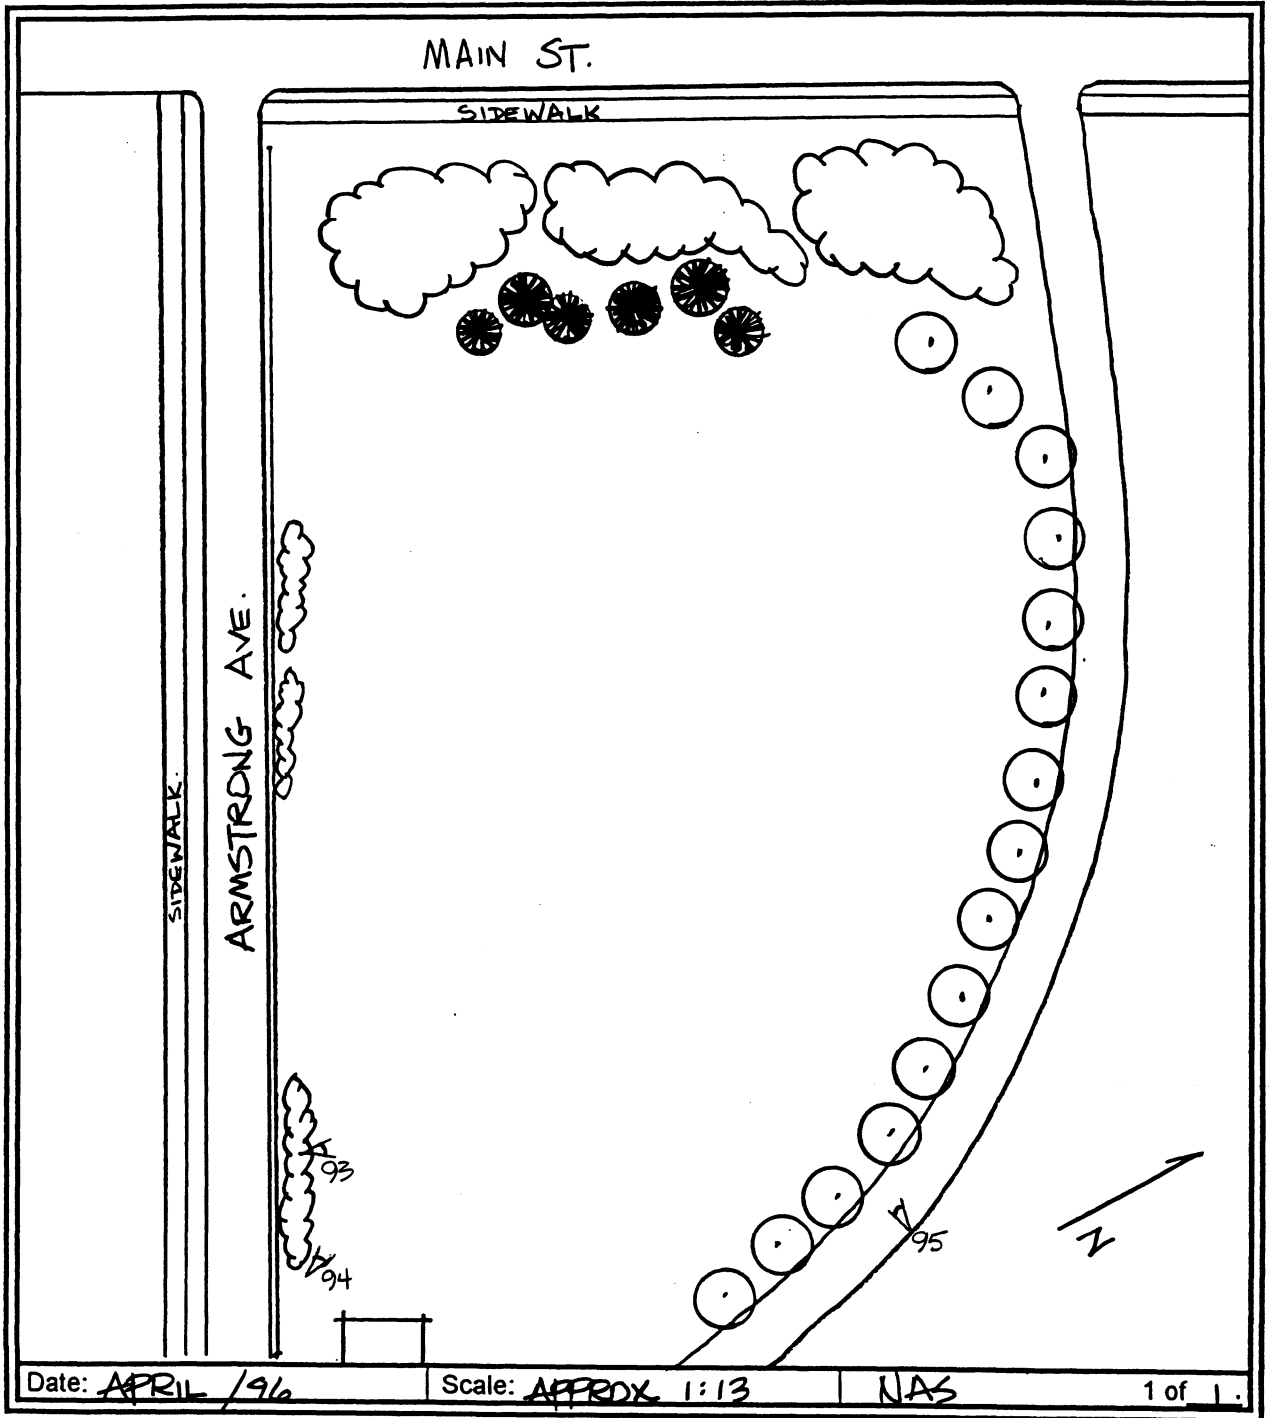 MAIN ST.
SIDEWALK
ARMSTRONG AVE.
SIDEWALK.
93
94
95
N
Date: APRIL /96
Scale: APPROX 1:13
NAS
1 of 1.